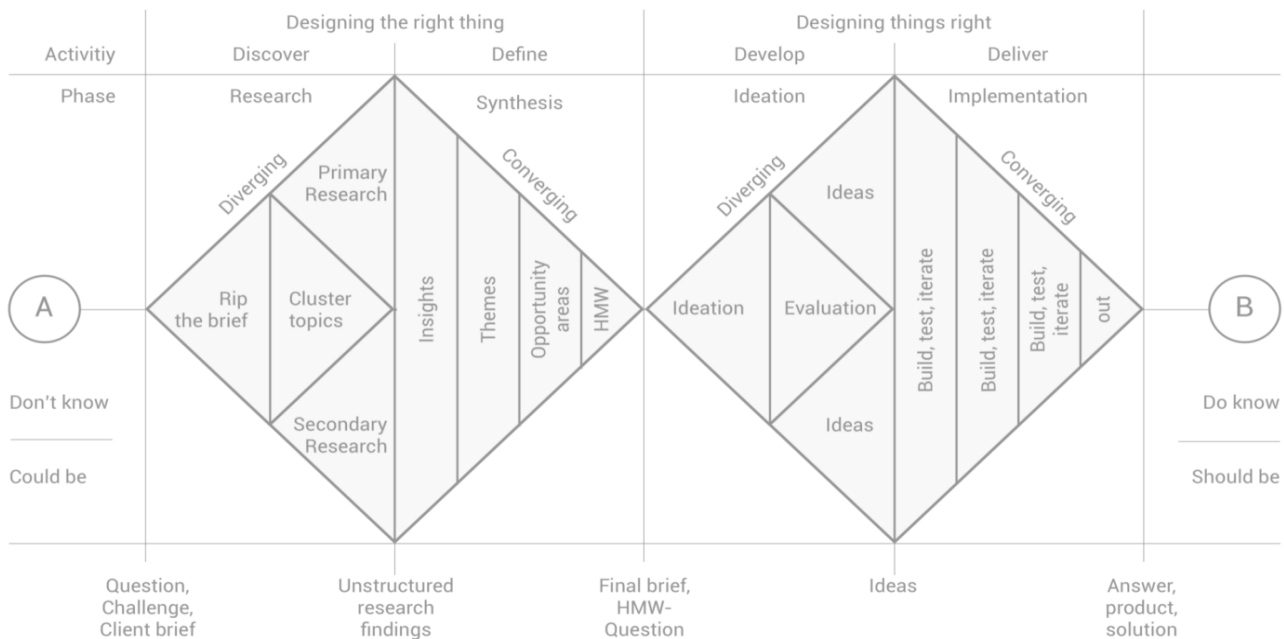 Designing the right thing
Designing things right
Activitiy
Discover
Define
Develop
Deliver
Phase
Research
Synthesis
Ideation
Implementation
Diverging
Primary
Research
Converging
Diverging
Ideas
Converging
A
Rip
the brief
Cluster
topics
Insights
Themes
Opportunity
areas
HMW
Ideation
Evaluation
Build, test, iterate
Build, test, iterate
Build, test,
iterate
out
B
Don't know
Could be
Secondary
Research
Ideas
Do know
Should be
Question,
Challenge,
Client brief
Unstructured
research
findings
Final brief,
HMW-
Question
Ideas
Answer,
product,
solution